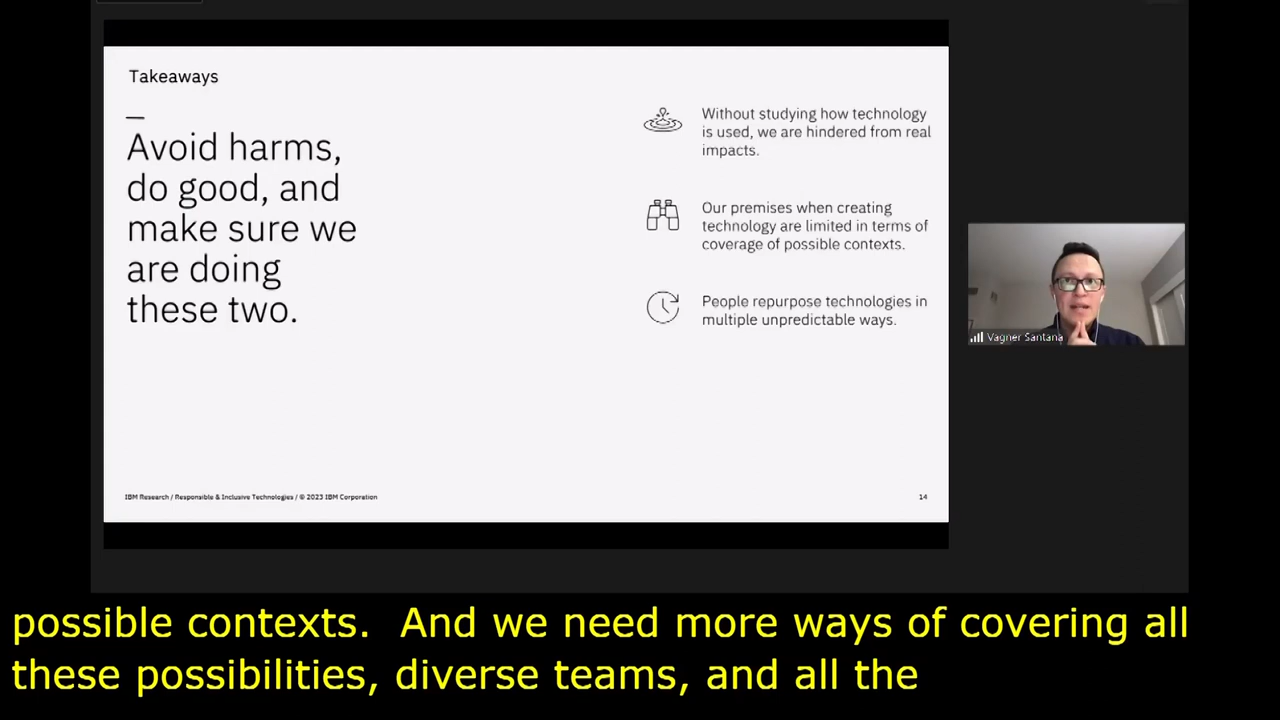 Takeaways
Avoid harms,
do good, and
make sure we
are doing
these two.
Without studying how technology
is used, we are hindered from real
impacts.
Our premises when creating
technology are limited in terms of
coverage of possible contexts.
People repurpose technologies in
multiple unpredictable ways.
IBM Research / Responsible & Inclusive Technologies / © 2023 IBM Corporation
14
Vagner Santana
possible contexts.  And we need more ways of covering all
these possibilities, diverse teams, and all the